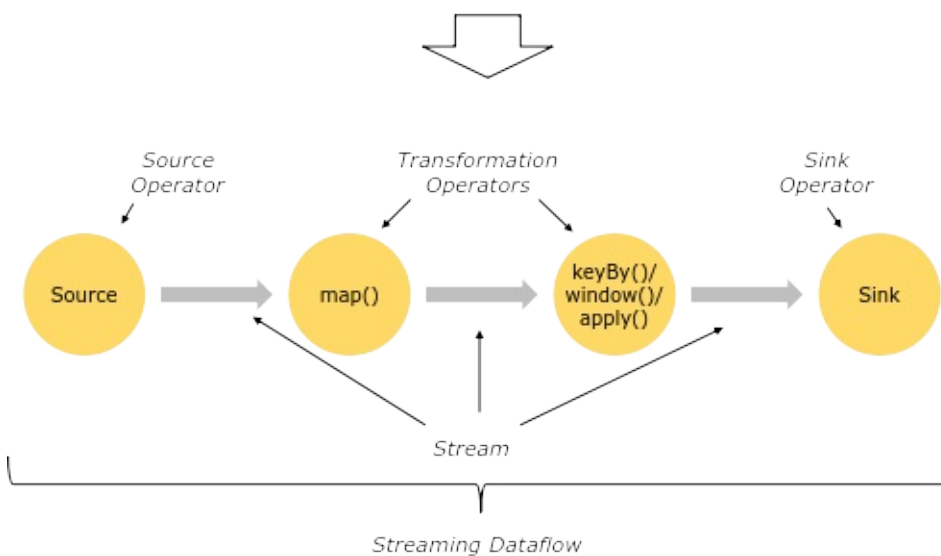 Source
Operator
Transformation
Operators
Sink
Operator
Source
map()
keyBy()/
window()/
apply()
Sink
Stream
Streaming Dataflow